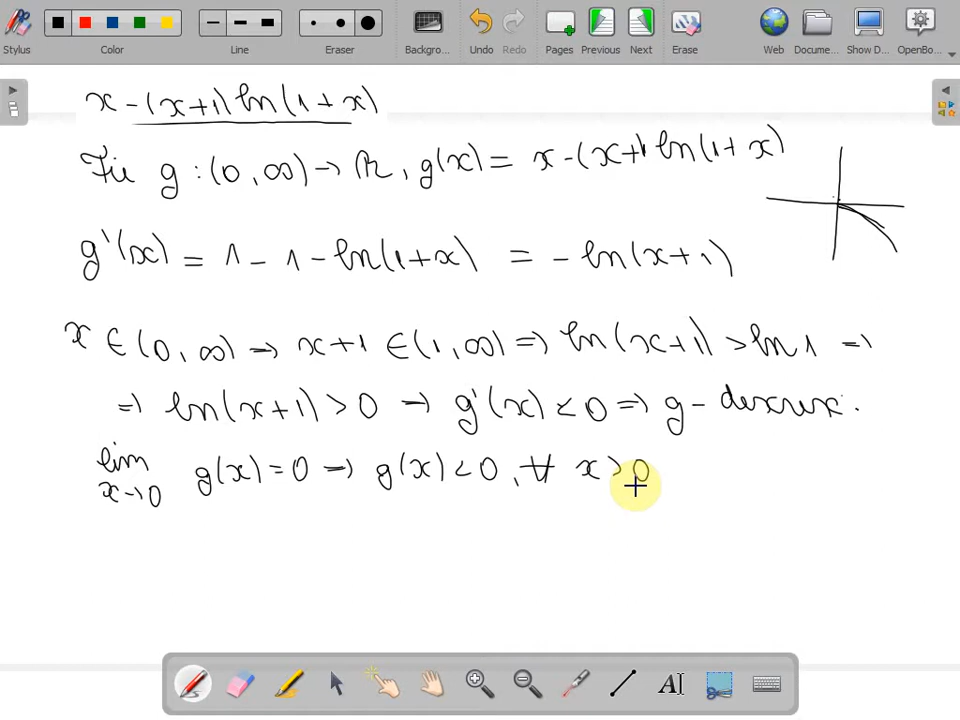 Stylus Color Line Eraser Backgro... Undo Redo Pages Previous Next Erase Web Docume... Show D... OpenBo...
x - (x+1) ln(1+x)
Fie g : (0, ∞) → ℝ, g(x) = x - (x+1) ln(1+x)
g'(x) = 1 - 1 - ln(1+x) = - ln(x+1)
x ∈ (0, ∞) ⇒ x+1 ∈ (1, ∞) ⇒ ln(x+1) > ln 1 ⇒
⇒ ln(x+1) > 0 ⇒ g'(x) < 0 ⇒ g - descresc.
lim x→0 g(x) = 0 ⇒ g(x) < 0, ∀ x > 0